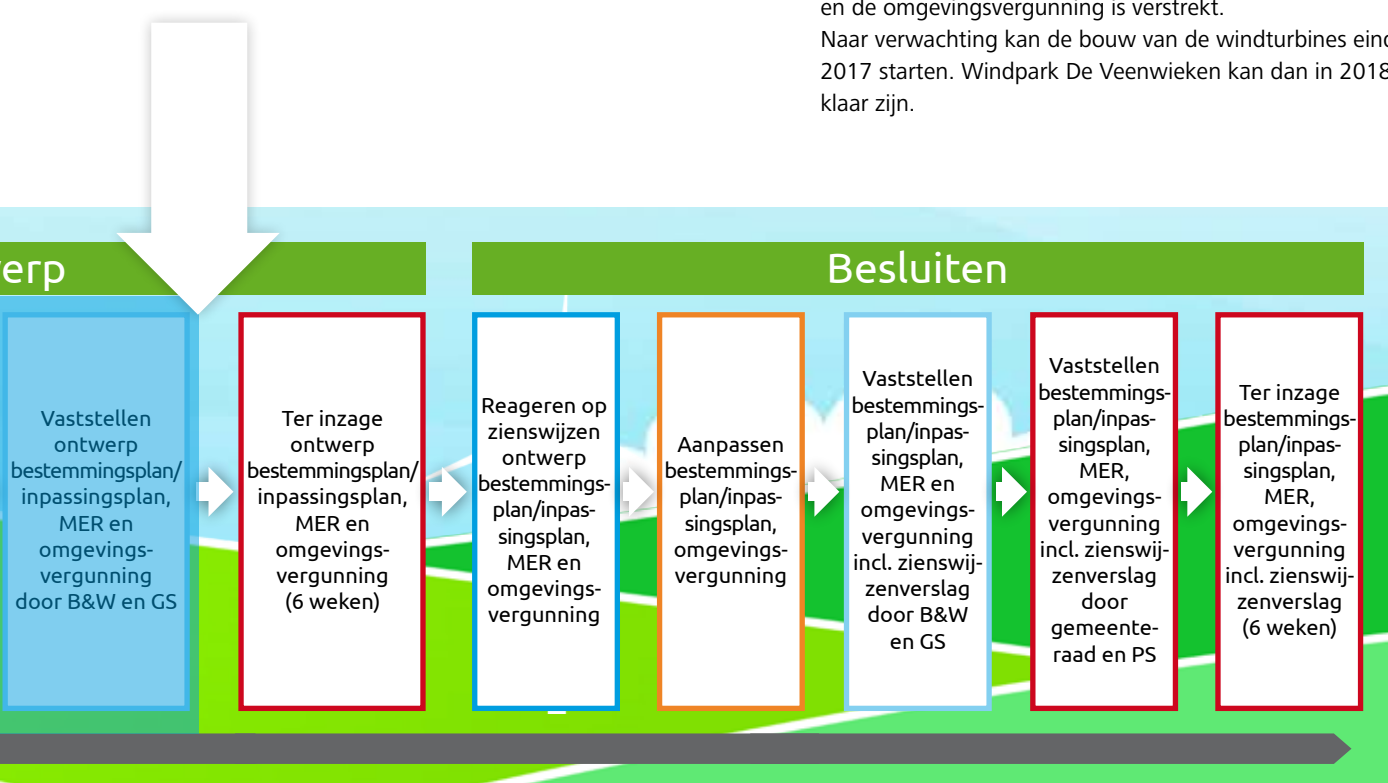 en de omgevingsvergunning is verstrekt.
Naar verwachting kan de bouw van de windturbines eind
2017 starten. Windpark De Veenwieken kan dan in 2018
klaar zijn.
erp
Besluiten
Vaststellen
ontwerp
bestemmingsplan/
inpassingsplan,
MER en
omgevings-
vergunning
door B&W en GS
Ter inzage
ontwerp
bestemmingsplan/
inpassingsplan,
MER en
omgevings-
vergunning
(6 weken)
Reageren op
zienswijzen
ontwerp
bestemmings-
plan/inpas-
singsplan,
MER en
omgevings-
vergunning
Aanpassen
bestemmings-
plan/inpas-
singsplan,
omgevings-
vergunning
Vaststellen
bestemmings-
plan/inpas-
singsplan,
MER en
omgevings-
vergunning
incl. zienswij-
zenverslag
door B&W
en GS
Vaststellen
bestemmings-
plan/inpas-
singsplan,
MER,
omgevings-
vergunning
incl. zienswij-
zenverslag
door
gemeente-
raad en PS
Ter inzage
bestemmings-
plan/inpas-
singsplan,
MER,
omgevings-
vergunning
incl. zienswij-
zenverslag
(6 weken)